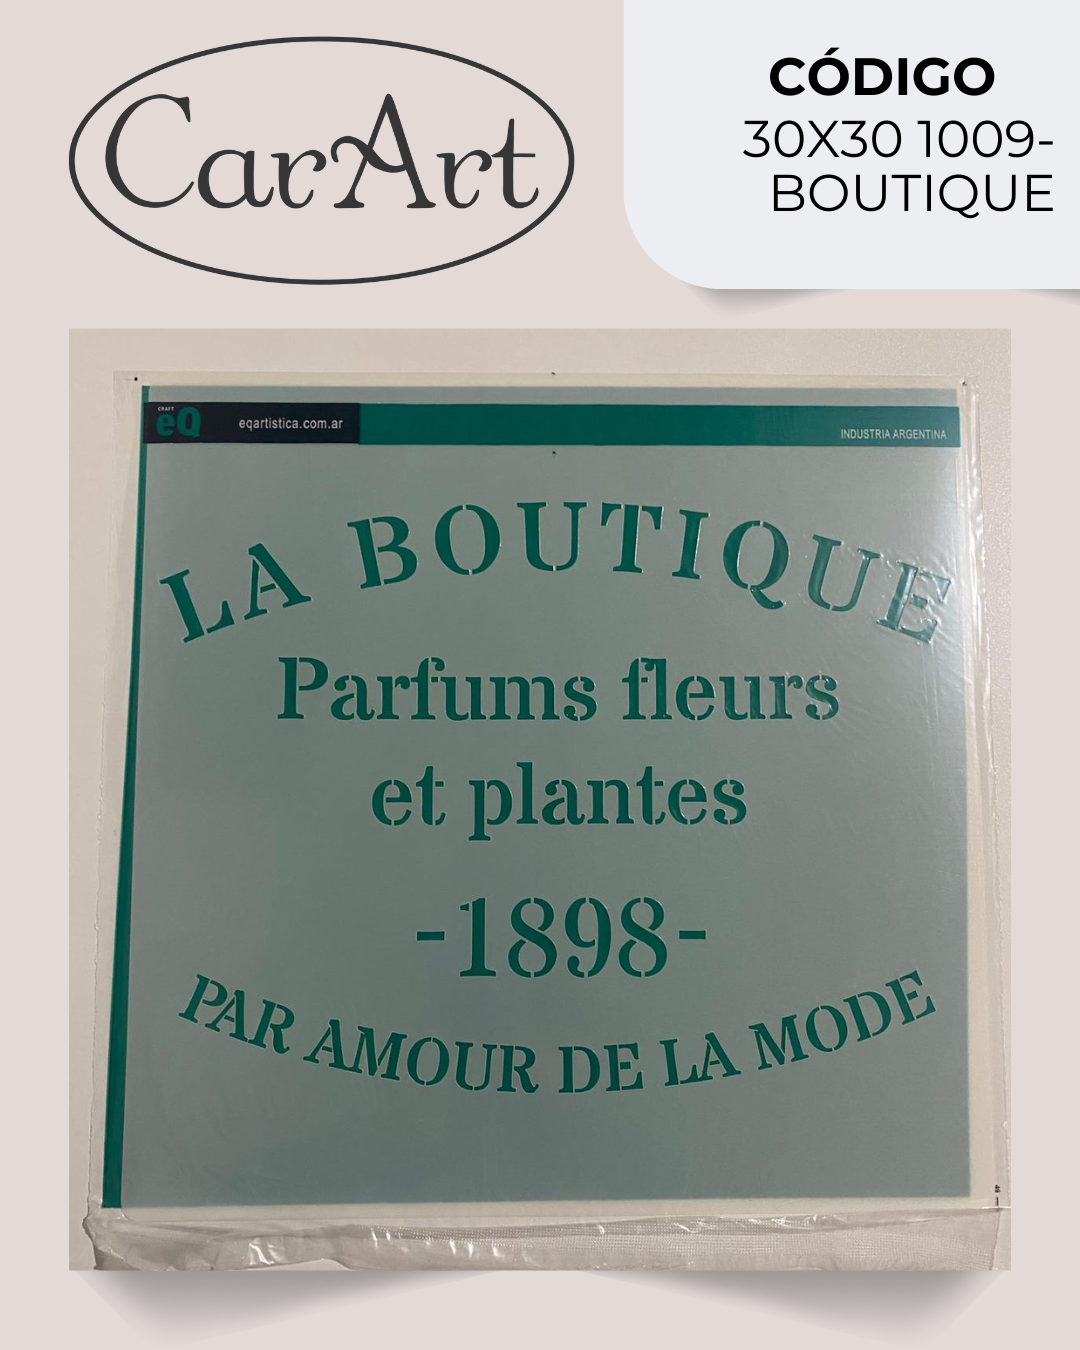 CarArt
CÓDIGO
30X30 1009-
BOUTIQUE
CRAFT
eQ
eqartistica.com.ar
INDUSTRIA ARGENTINA
LA BOUTIQUE
Parfums fleurs
et plantes
-1898-
PAR AMOUR DE LA MODE